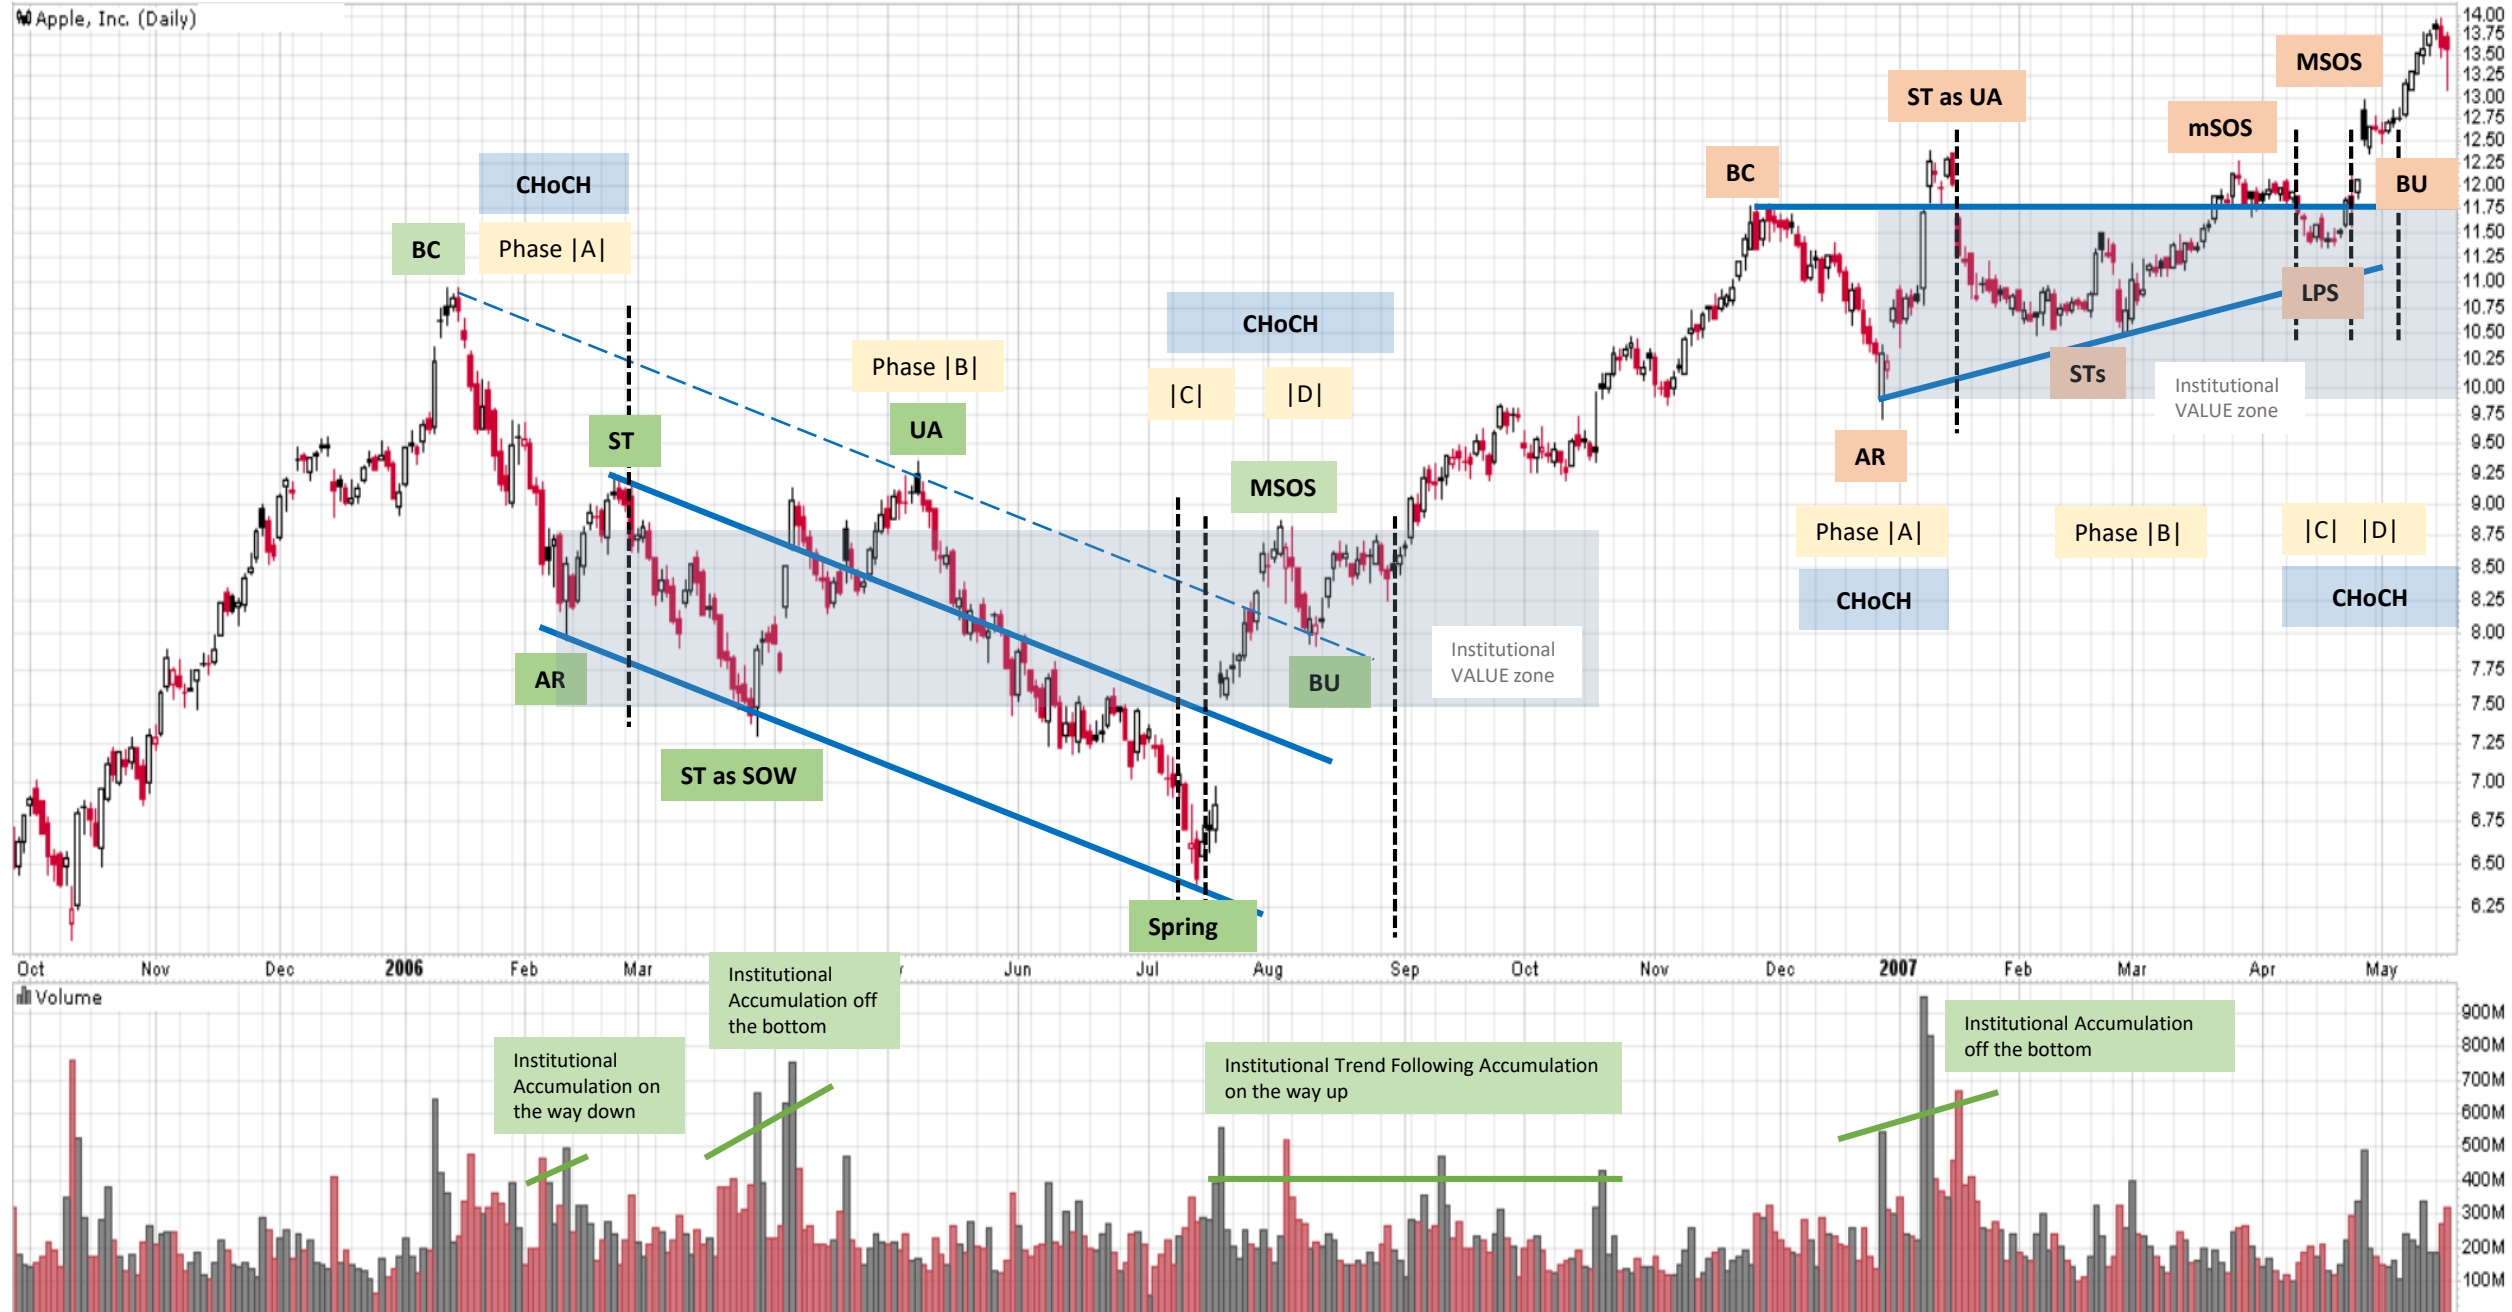 Apple, Inc. (Daily)
14.00
13.75
13.50
13.25
13.00
12.75
12.50
12.25
12.00
11.75
11.50
11.25
11.00
10.75
10.50
10.25
10.00
9.75
9.50
9.25
9.00
8.75
8.50
8.25
8.00
7.75
7.50
7.25
7.00
6.75
6.50
6.25
MSOS
ST as UA
mSOS
BC
BU
CHoCH
Phase |A|
BC
LPS
CHoCH
Phase |B|
|C|
|D|
STs
Institutional
VALUE zone
ST
UA
AR
MSOS
Phase |A|
Phase |B|
|C|
|D|
CHoCH
CHoCH
Institutional
VALUE zone
AR
BU
ST as SOW
Spring
Oct
Nov
Dec
2006
Feb
Mar
Jun
Jul
Aug
Sep
Oct
Nov
Dec
2007
Feb
Mar
Apr
May
Volume
Institutional
Accumulation off
the bottom
Institutional
Accumulation on
the way down
Institutional Trend Following Accumulation
on the way up
Institutional Accumulation
off the bottom
900M
800M
700M
600M
500M
400M
300M
200M
100M